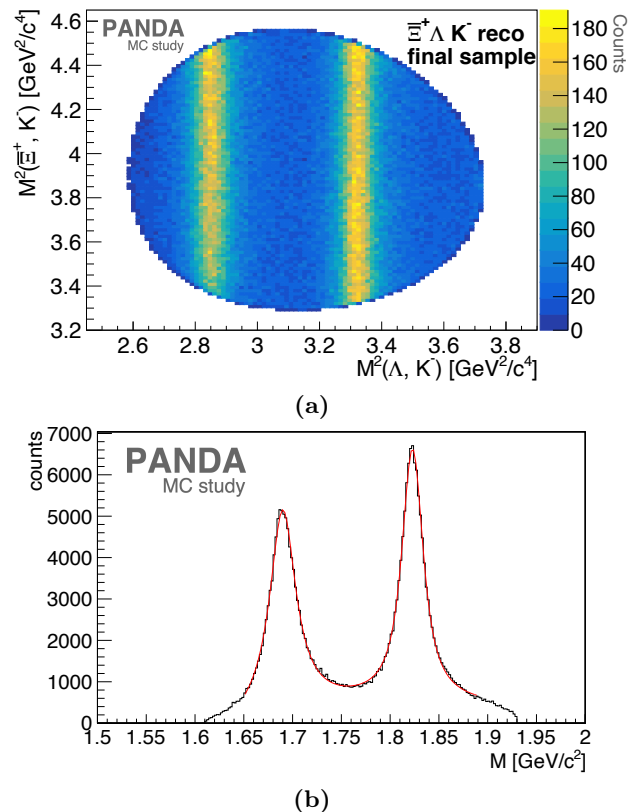 PANDA
MC study
Ξ̅⁺ Λ K⁻ reco
final sample
Counts
M²(Ξ̅⁺, K⁻) [GeV²/c⁴]
4.6
4.4
4.2
4
3.8
3.6
3.4
3.2
2.6 2.8 3 3.2 3.4 3.6 3.8
M²(Λ, K⁻) [GeV²/c⁴]
180
160
140
120
100
80
60
40
20
0
(a)
PANDA
MC study
counts
7000
6000
5000
4000
3000
2000
1000
0
1.5 1.55 1.6 1.65 1.7 1.75 1.8 1.85 1.9 1.95 2
M [GeV/c²]
(b)